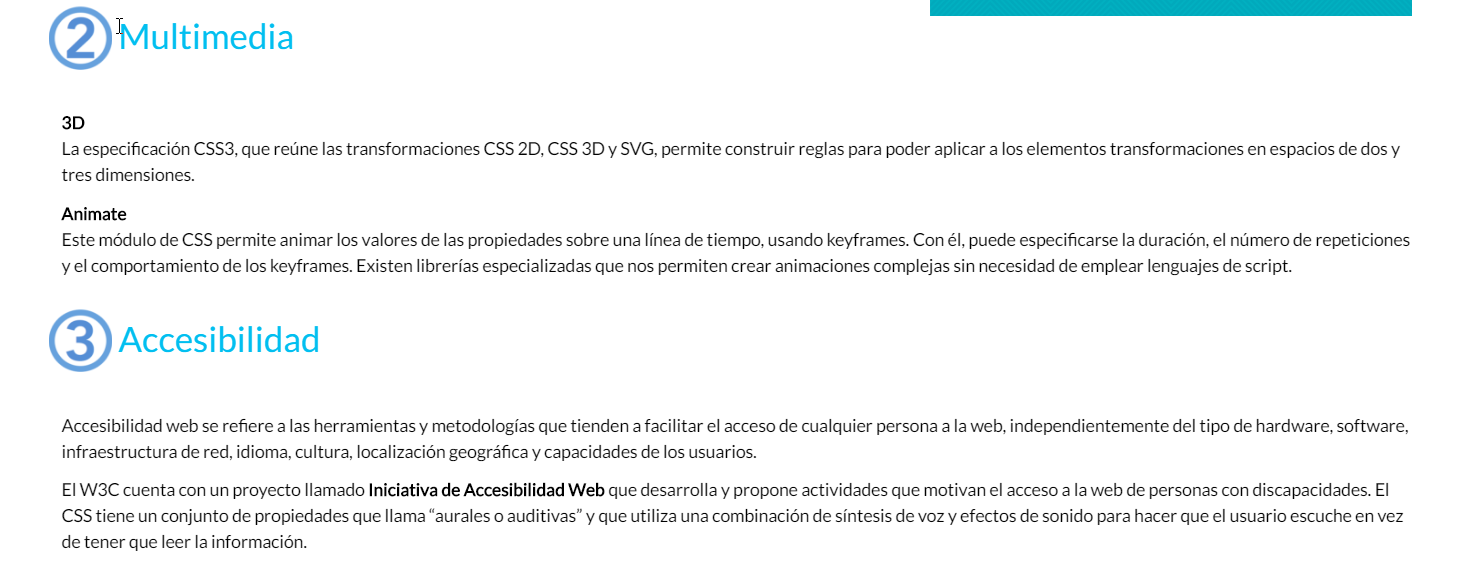 2 Multimedia
3D
La especificación CSS3, que reúne las transformaciones CSS 2D, CSS 3D y SVG, permite construir reglas para poder aplicar a los elementos transformaciones en espacios de dos y
tres dimensiones.
Animate
Este módulo de CSS permite animar los valores de las propiedades sobre una línea de tiempo, usando keyframes. Con él, puede especificarse la duración, el número de repeticiones
y el comportamiento de los keyframes. Existen librerías especializadas que nos permiten crear animaciones complejas sin necesidad de emplear lenguajes de script.
3 Accesibilidad
Accesibilidad web se refiere a las herramientas y metodologías que tienden a facilitar el acceso de cualquier persona a la web, independientemente del tipo de hardware, software,
infraestructura de red, idioma, cultura, localización geográfica y capacidades de los usuarios.
El W3C cuenta con un proyecto llamado Iniciativa de Accesibilidad Web que desarrolla y propone actividades que motivan el acceso a la web de personas con discapacidades. El
CSS tiene un conjunto de propiedades que llama “aurales o auditivas” y que utiliza una combinación de síntesis de voz y efectos de sonido para hacer que el usuario escuche en vez
de tener que leer la información.